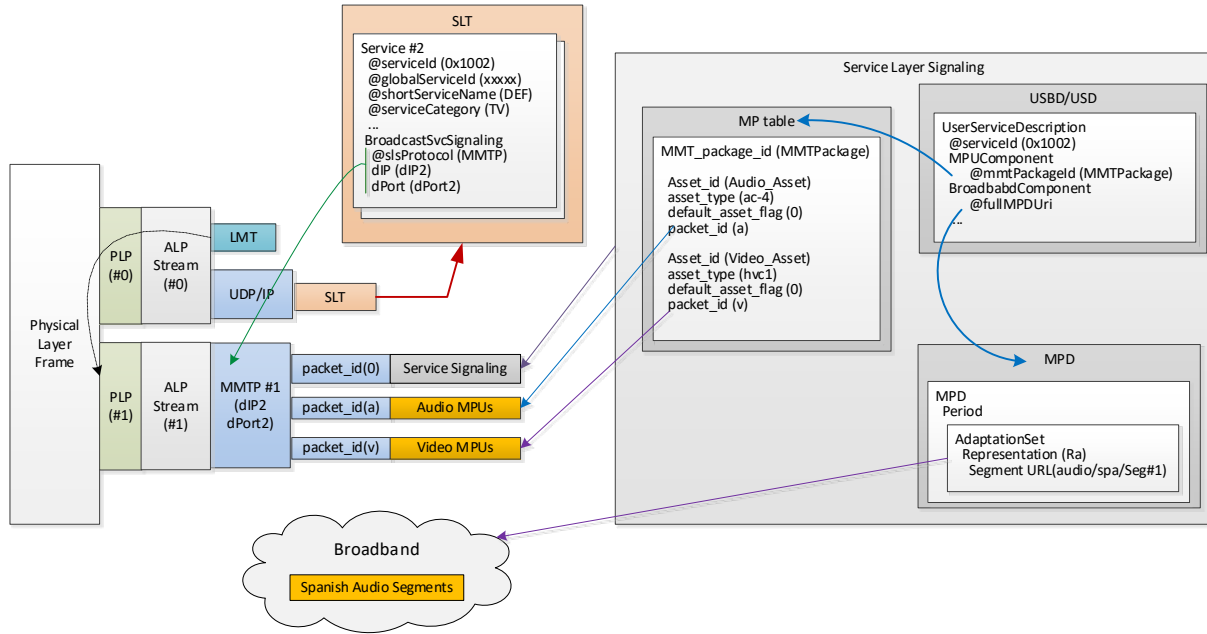 SLT
Service #2
@serviceId (0x1002)
@globalServiceId (xxxxx)
@shortServiceName (DEF)
@serviceCategory (TV)
...
BroadcastSvcSignaling
@slsProtocol (MMTP)
dIP (dIP2)
dPort (dPort2)
Physical
Layer
Frame
PLP
(#0)
ALP
Stream
(#0)
LMT
UDP/IP
SLT
PLP
(#1)
ALP
Stream
(#1)
MMTP #1
(dIP2
dPort2)
packet_id(0)
Service Signaling
packet_id(a)
Audio MPUs
packet_id(v)
Video MPUs
Service Layer Signaling
MP table
MMT_package_id (MMTPackage)
Asset_id (Audio_Asset)
asset_type (ac-4)
default_asset_flag (0)
packet_id (a)
Asset_id (Video_Asset)
asset_type (hvc1)
default_asset_flag (0)
packet_id (v)
USBD/USD
UserServiceDescription
@serviceId (0x1002)
MPUComponent
@mmtPackageId (MMTPackage)
BroadbabdComponent
@fullMPDUri
...
MPD
MPD
Period
AdaptationSet
Representation (Ra)
Segment URL(audio/spa/Seg#1)
Broadband
Spanish Audio Segments